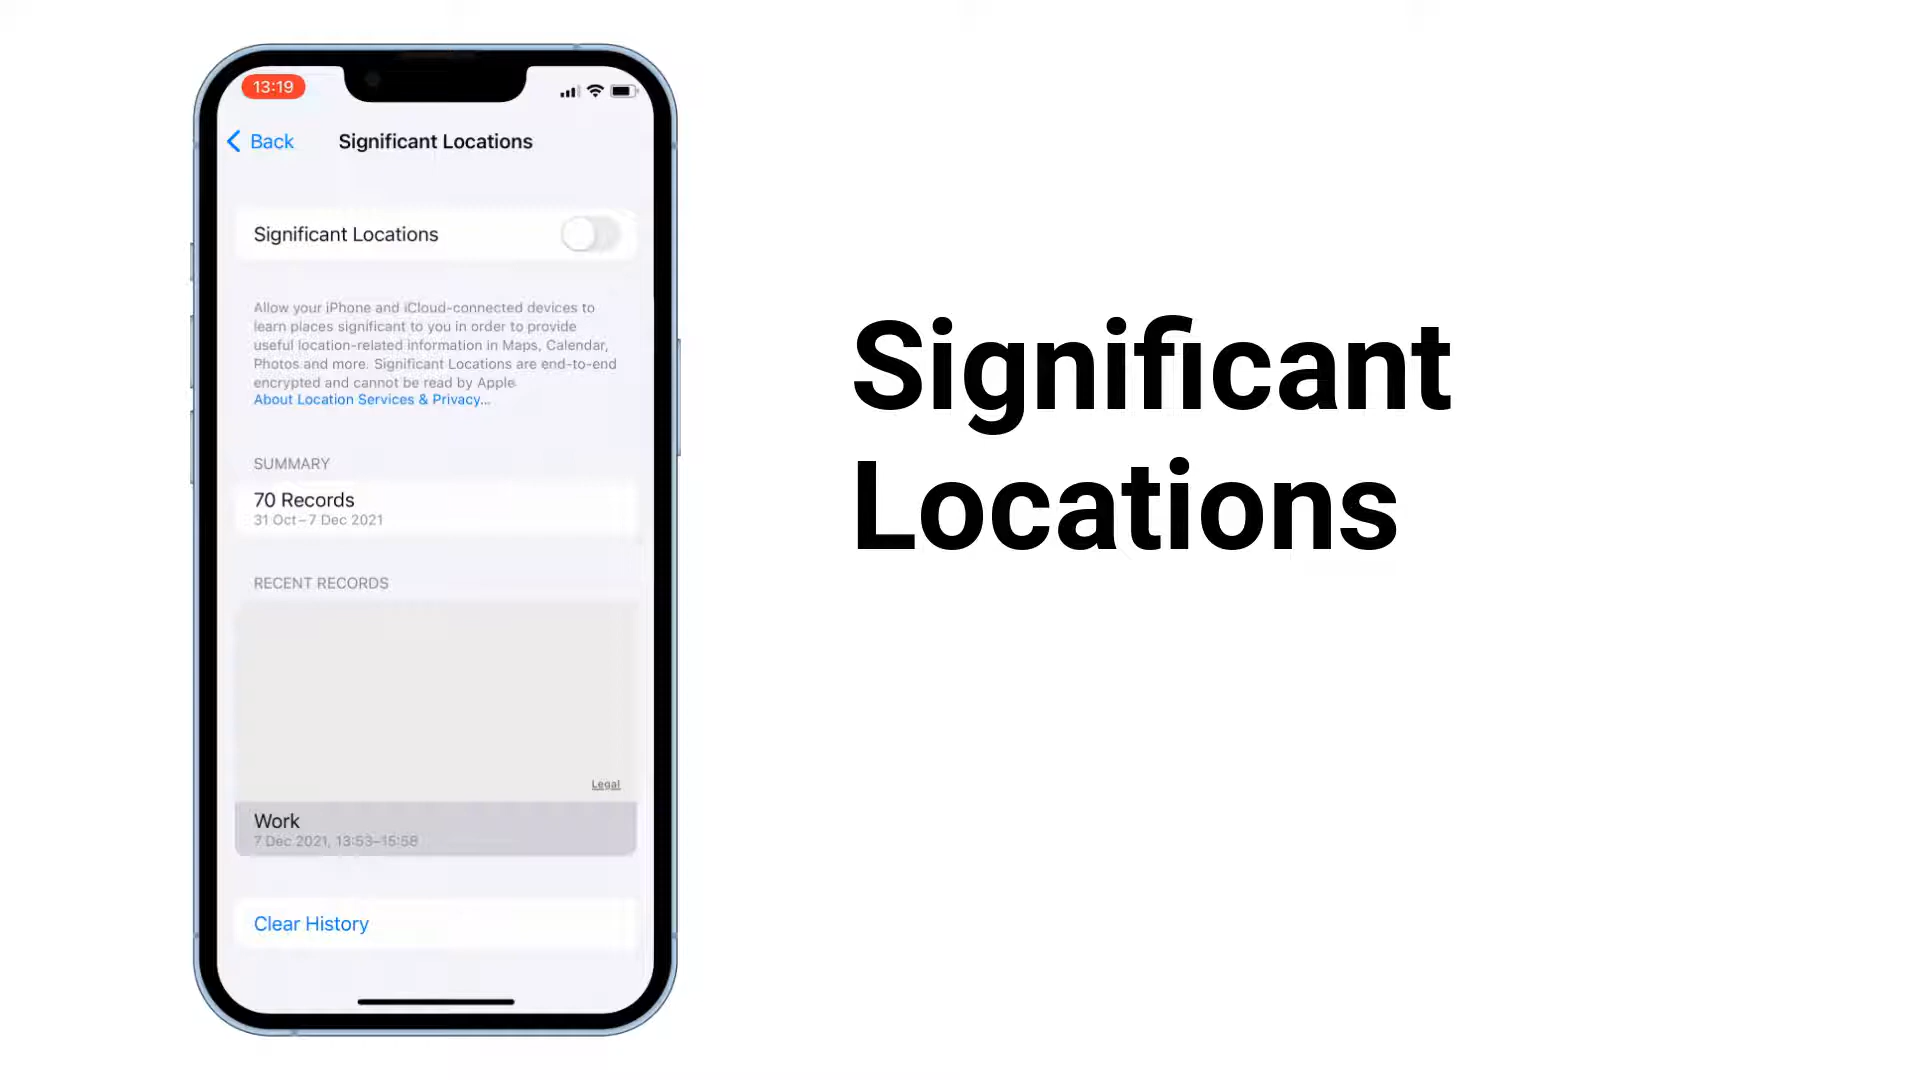 13:19
Back
Significant Locations
Significant Locations
Allow your iPhone and iCloud-connected devices to
learn places significant to you in order to provide
useful location-related information in Maps, Calendar,
Photos and more. Significant Locations are end-to-end
encrypted and cannot be read by Apple.
About Location Services & Privacy...
SUMMARY
70 Records
31 Oct–7 Dec 2021
RECENT RECORDS
Legal
Work
7 Dec 2021, 13:53–15:58
Clear History
Significant
Locations